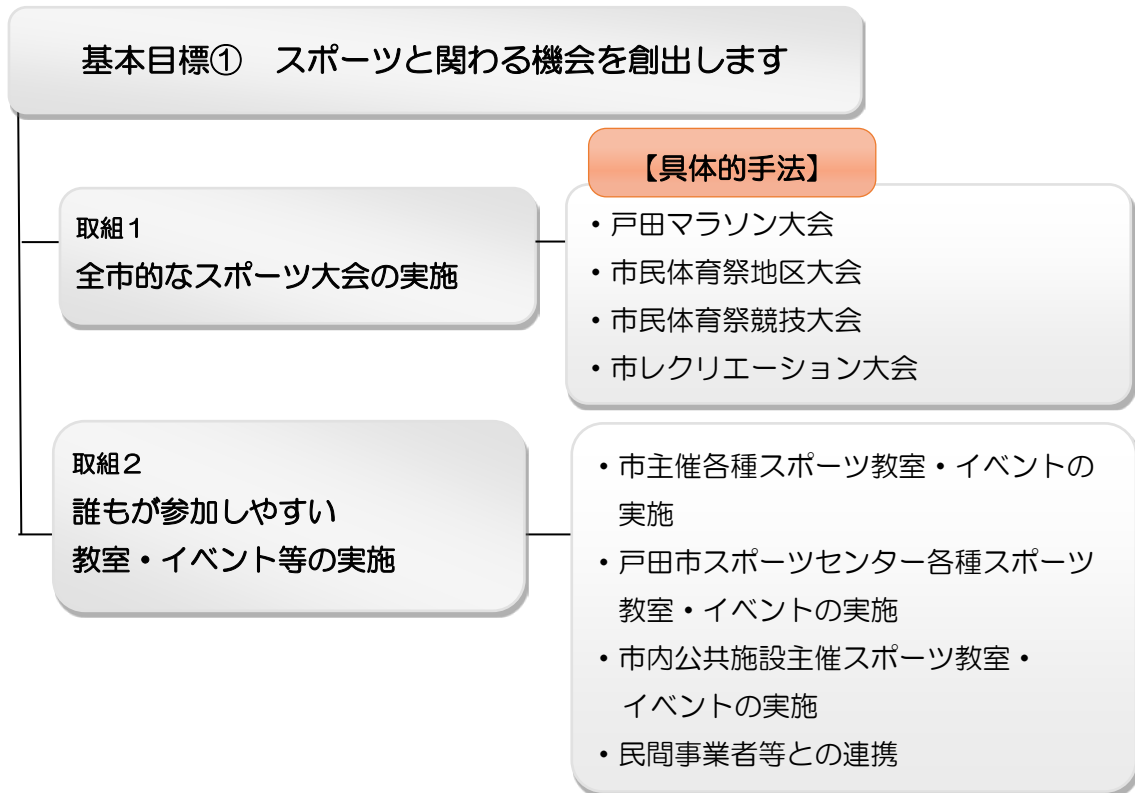 基本目標①　スポーツと関わる機会を創出します
【具体的手法】
取組１
全市的なスポーツ大会の実施
・戸田マラソン大会
・市民体育祭地区大会
・市民体育祭競技大会
・市レクリエーション大会
取組２
誰もが参加しやすい
教室・イベント等の実施
・市主催各種スポーツ教室・イベントの
実施
・戸田市スポーツセンター各種スポーツ
教室・イベントの実施
・市内公共施設主催スポーツ教室・
イベントの実施
・民間事業者等との連携